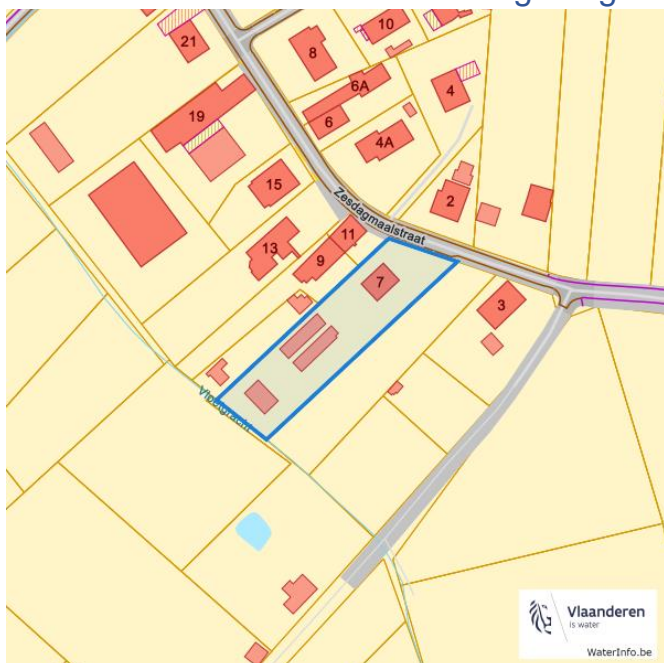 21
8
10
6A
6
4
4A
19
15
2
Zesdagmaalstraat
11
13
9
7
3
Vloeigracht
Vlaanderen
is water
WaterInfo.be